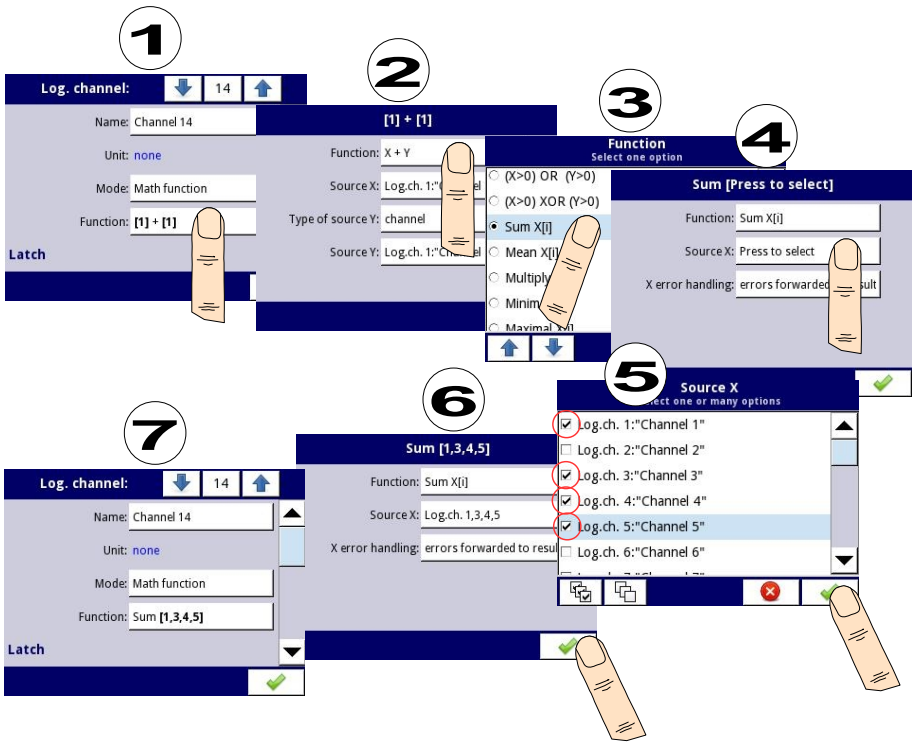 1
Log. channel:
14
Name: Channel 14
Unit: none
Mode: Math function
Function: [1] + [1]
Latch
2
[1] + [1]
Function: X + Y
Source X: Log.ch. 1:"C
Type of source Y: channel
Source Y: Log.ch. 1:"Channel
3
Function
Select one option
(X>0) OR (Y>0)
(X>0) XOR (Y>0)
Sum X[i]
Mean X[i]
Multiply
Minim
Maximal X[i]
4
Sum [Press to select]
Function: Sum X[i]
Source X: Press to select
X error handling: errors forwarded
sult
5
Source X
ect one or many options
Log.ch. 1:"Channel 1"
Log.ch. 2:"Channel 2"
Log.ch. 3:"Channel 3"
Log.ch. 4:"Channel 4"
Log.ch. 5:"Channel 5"
Log.ch. 6:"Channel 6"
6
Sum [1,3,4,5]
Function: Sum X[i]
Source X: Log.ch. 1,3,4,5
X error handling: errors forwarded to resul
7
Log. channel:
14
Name: Channel 14
Unit: none
Mode: Math function
Function: Sum [1,3,4,5]
Latch